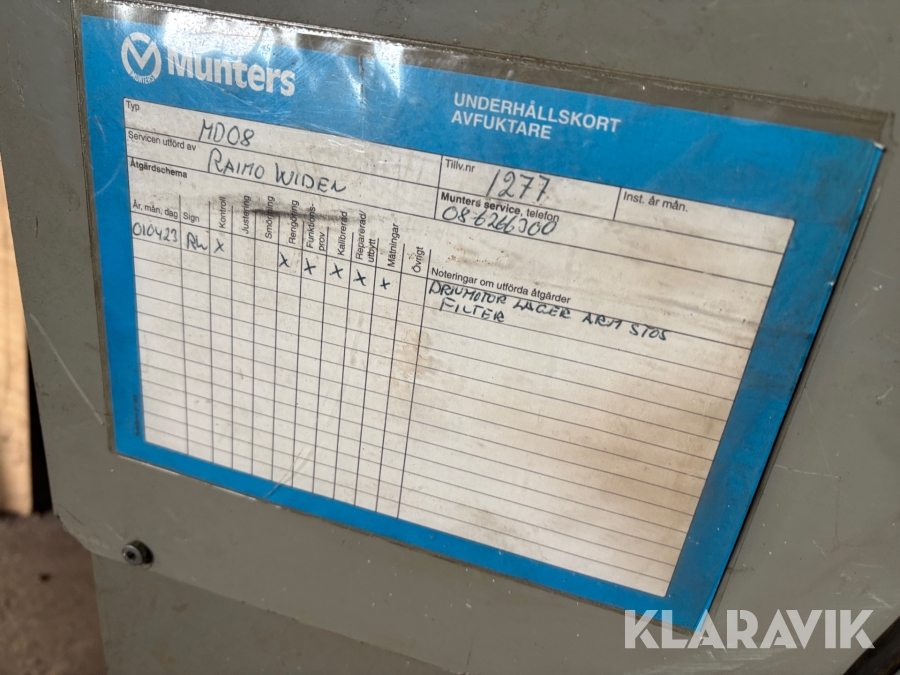 Munters
MUNTERS
UNDERHÅLLSKORT
AVFUKTARE
Typ
MD08
Tillv.nr
1277
Inst. år mån.
Servicen utförd av
RAIMO WIDEN
Munters service, telefon
08 6266300
Åtgärdschema
År, mån, dag
Sign
Kontroll
Justering
Smörjning
Rengöring
Funktions-
prov
Kalibrerad
Reparerad/
utbytt
Mätningar
Övrigt
Noteringar om utförda åtgärder
010423 RW X X X X X X
DRIVMOTOR LAGER ARM
FILTER
KLARAVIK